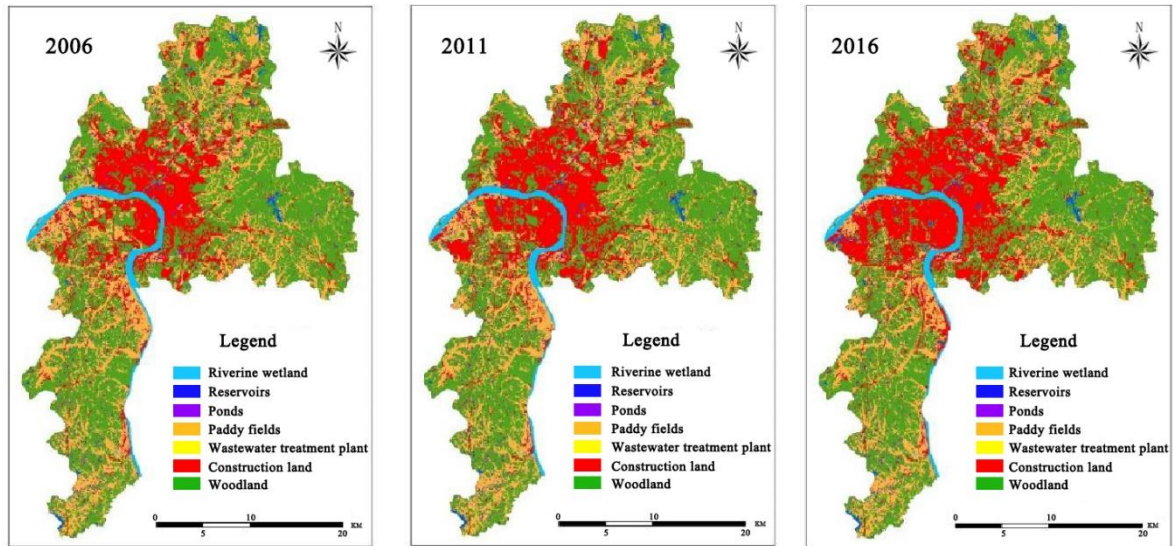 2006
N
Legend
Riverine wetland
Reservoirs
Ponds
Paddy fields
Wastewater treatment plant
Construction land
Woodland
0 10
5 20 KM
2011
N
Legend
Riverine wetland
Reservoirs
Ponds
Paddy fields
Wastewater treatment plant
Construction land
Woodland
0 10
5 20 KM
2016
N
Legend
Riverine wetland
Reservoirs
Ponds
Paddy fields
Wastewater treatment plant
Construction land
Woodland
0 10
5 20 KM